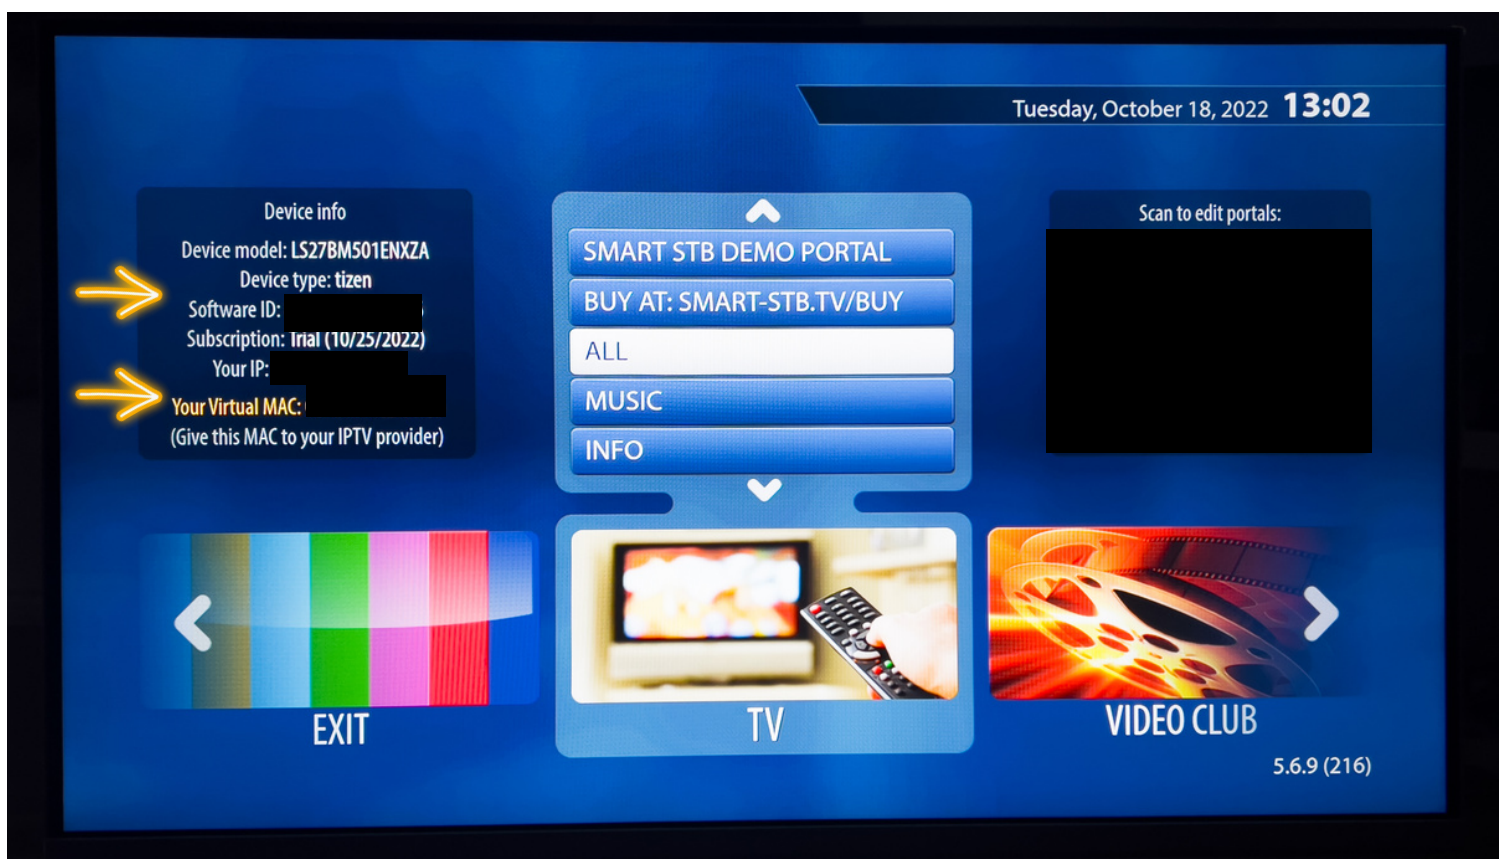 Tuesday, October 18, 2022 13:02
Device info
Device model: LS27BM501ENXZA
Device type: tizen
Software ID:
Subscription: Trial (10/25/2022)
Your IP:
Your Virtual MAC:
(Give this MAC to your IPTV provider)
SMART STB DEMO PORTAL
BUY AT: SMART-STB.TV/BUY
ALL
MUSIC
INFO
Scan to edit portals:
EXIT
TV
VIDEO CLUB
5.6.9 (216)